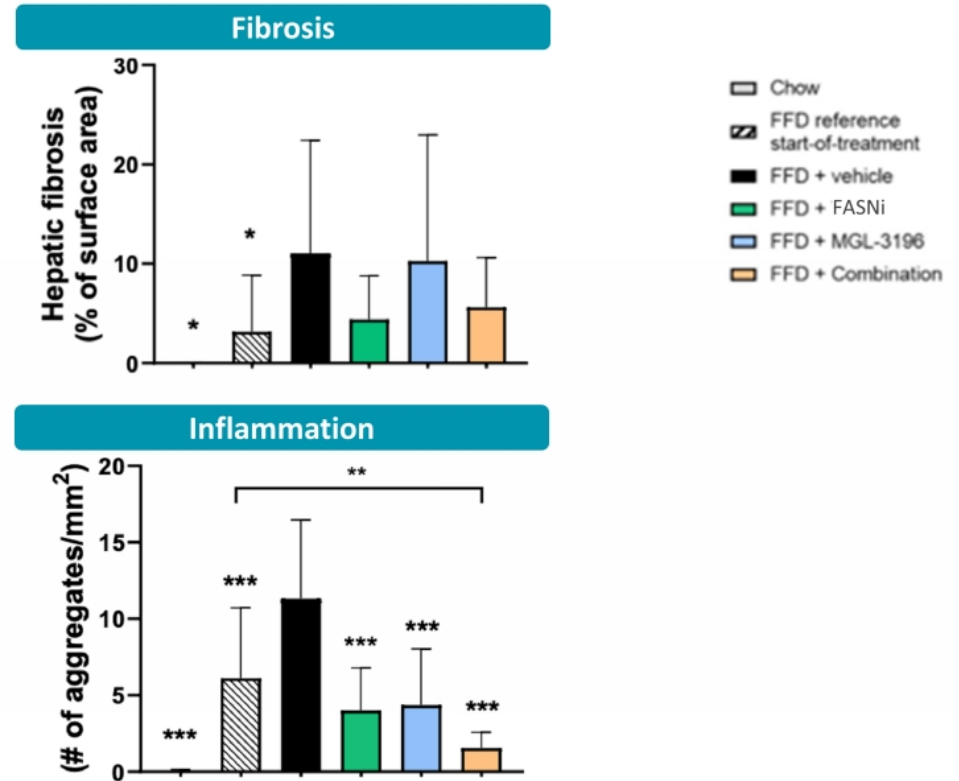 Fibrosis
Hepatic fibrosis
(% of surface area)
30
20
10
0
*
*
Chow
FFD reference
start-of-treatment
FFD + vehicle
FFD + FASNi
FFD + MGL-3196
FFD + Combination
Inflammation
(# of aggregates/mm²)
20
15
10
5
0
**
***
***
***
***
***